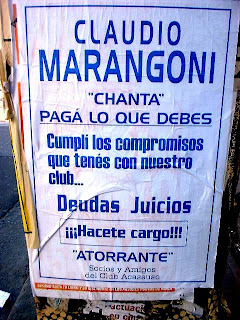 CLAUDIO
MARANGONI
"CHANTA"
PAGÁ LO QUE DEBES
Cumplí los compromisos
que tenés con nuestro
club...
Deudas Juicios
¡¡¡Hacete cargo!!!
"ATORRANTE"
Socios y Amigos
del Club Acassuso